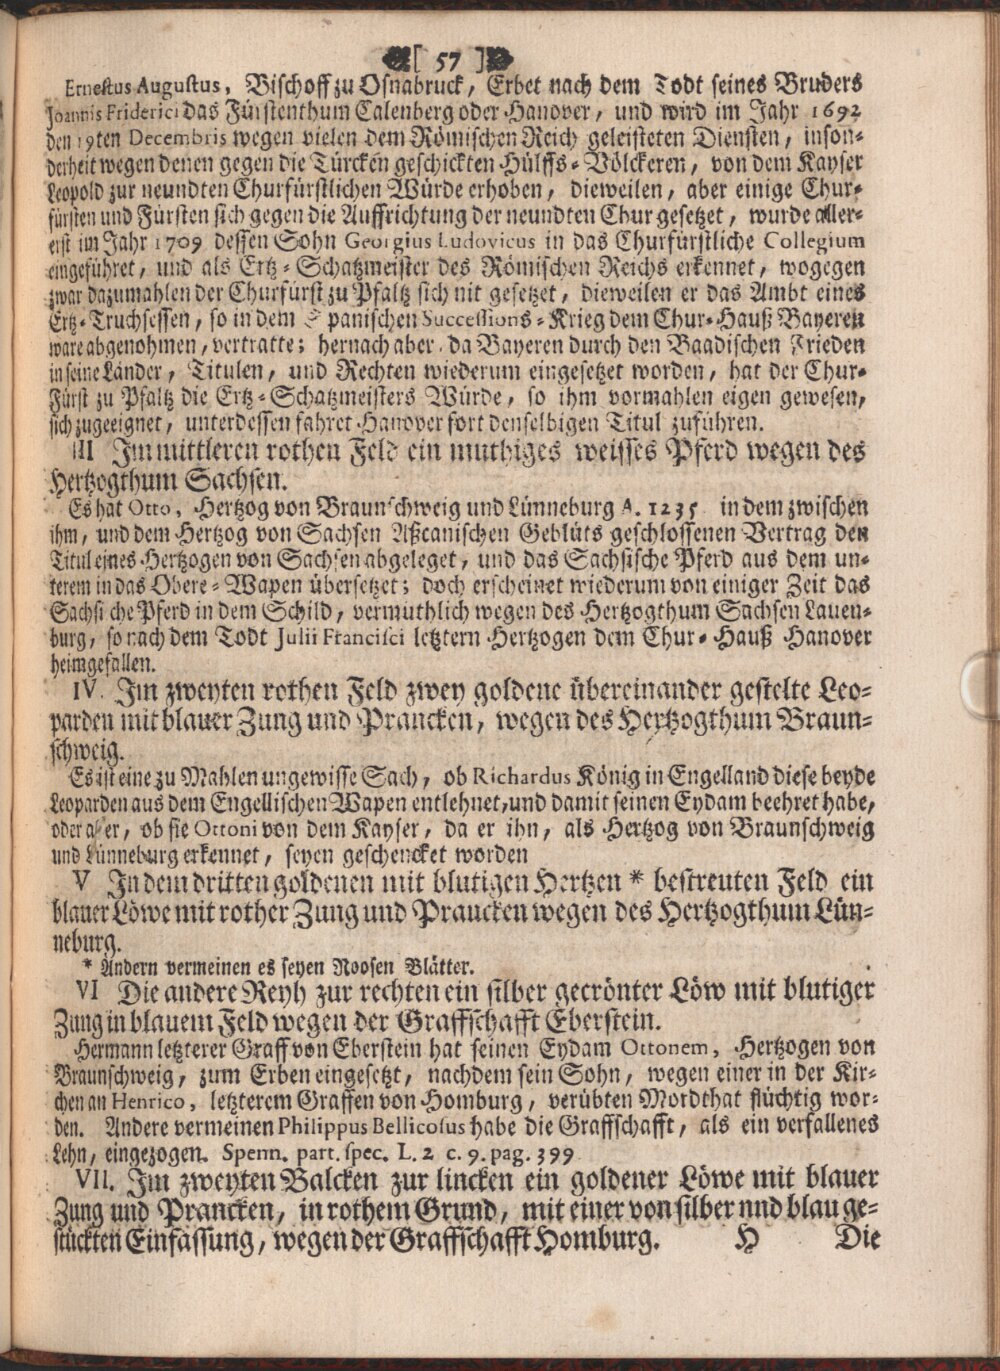 [ 57 ]
Ernestus Augustus, Bischoff zu Osnabruck, Erbet nach dem Todt seines Bruders
Joannis Friderici das Fürstenthum Calenberg oder Hanover, und wird im Jahr 1692
den 19ten Decembris wegen vielen dem Römischen Reich geleisteten Diensten, inson-
derheit wegen denen gegen die Türcken geschickten Hülffs-Völckeren, von dem Kayser
Leopold zur neundten Churfürstlichen Würde erhoben, dieweilen, aber einige Chur-
fürsten und Fürsten sich gegen die Auffrichtung der neundten Chur gesetzet, wurde aller-
erst im Jahr 1709 dessen Sohn Georgius Ludovicus in das Churfürstliche Collegium
eingeführet, und als Ertz-Schatzmeister des Römischen Reichs erkennet, wogegen
zwar dazumahlen der Churfürst zu Pfaltz sich nit gesetzet, dieweilen er das Ambt eines
Ertz-Truchsessen, so in dem Spanischen Successions-Krieg dem Chur-Hauß Bayeren
ware abgenohmen, vertratte; hernach aber da Bayeren durch den Baadischen Frieden
in seine Länder, Titulen, und Rechten wiederum eingesetzet worden, hat der Chur-
Fürst zu Pfaltz die Ertz-Schatzmeisters Würde, so ihm vormahlen eigen gewesen,
sich zugeeignet, unterdessen fahret Hanover fort denselbigen Titul zuführen.
III Im mittleren rothen Feld ein muthiges weisses Pferd wegen des
Hertzogthum Sachsen.
Es hat Otto, Hertzog von Braunschweig und Lünneburg A. 1235 in dem zwischen
ihm, und dem Hertzog von Sachsen Aßcanischen Geblüts geschlossenen Vertrag den
Titul eines Hertzogen von Sachsen abgeleget, und das Sachsische Pferd aus dem un-
terem in das Obere-Wapen übersetzet; doch erscheinet wiederum von einiger Zeit das
Sachsische Pferd in dem Schild, vermuthlich wegen des Hertzogthum Sachsen Lauen-
burg, so nach dem Todt Julii Francisci letztern Hertzogen dem Chur-Hauß Hanover
heimgefallen.
IV. Im zweyten rothen Feld zwey goldene übereinander gestelte Leo-
parden mit blauer Zung und Prancken, wegen des Hertzogthum Braun-
schweig.
Es ist eine zu Mahlen ungewisse Sach, ob Richardus König in Engelland diese beyde
Leoparden aus dem Engellischen Wapen entlehnet, und damit seinen Eydam beehret habe,
oder aber, ob sie Ottoni von dem Kayser, da er ihn, als Hertzog von Braunschweig
und Lünneburg erkennet, seyen geschencket worden
V In dem dritten goldenen mit blutigen Hertzen * bestreuten Feld ein
blauer Löwe mit rother Zung und Praucken wegen des Hertzogthum Lün-
neburg.
* Andern vermeinen es seyen Roosen Blätter.
VI Die andere Reyh zur rechten ein silber gecrönter Löw mit blutiger
Zung in blauem Feld wegen der Graffschafft Eberstein.
Hermann letzterer Graff von Eberstein hat seinen Eydam Ottonem, Hertzogen von
Braunschweig, zum Erben eingesetzt, nachdem sein Sohn, wegen einer in der Kir-
chen an Henrico, letzterem Graffen von Homburg, verübten Mordthat flüchtig wor-
den. Andere vermeinen Philippus Bellicosus habe die Graffschafft, als ein verfallenes
Lehn, eingezogen. Spenn. part. spec. L. 2 c. 9. pag. 399
VII. Im zweyten Balcken zur lincken ein goldener Löwe mit blauer
Zung und Prancken, in rothem Grund, mit einer von silber nnd blau ge-
stückten Einfassung, wegen der Graffschafft Homburg. H Die